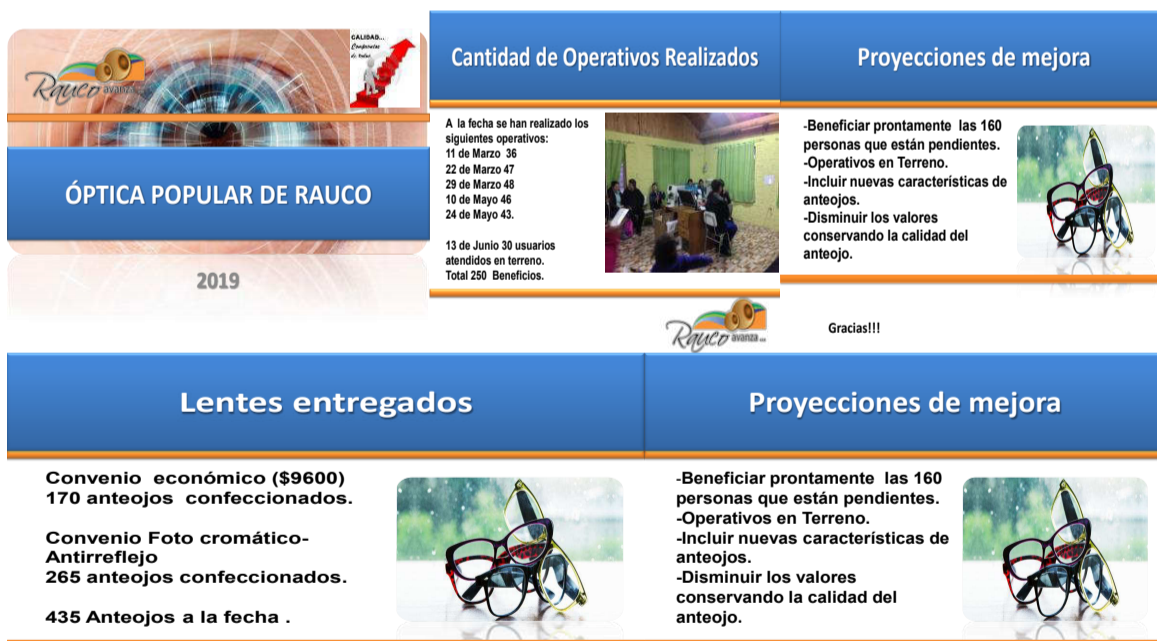 CALIDAD...
Compromiso
de todos
Rauco avanza...
ÓPTICA POPULAR DE RAUCO
2019
Cantidad de Operativos Realizados
A la fecha se han realizado los
siguientes operativos:
11 de Marzo 36
22 de Marzo 47
29 de Marzo 48
10 de Mayo 46
24 de Mayo 43.
13 de Junio 30 usuarios
atendidos en terreno.
Total 250 Beneficios.
Rauco avanza...
Proyecciones de mejora
-Beneficiar prontamente las 160
personas que están pendientes.
-Operativos en Terreno.
-Incluir nuevas características de
anteojos.
-Disminuir los valores
conservando la calidad del
anteojo.
Gracias!!!
Lentes entregados
Convenio económico ($9600)
170 anteojos confeccionados.
Convenio Foto cromático-
Antirreflejo
265 anteojos confeccionados.
435 Anteojos a la fecha .
Proyecciones de mejora
-Beneficiar prontamente las 160
personas que están pendientes.
-Operativos en Terreno.
-Incluir nuevas características de
anteojos.
-Disminuir los valores
conservando la calidad del
anteojo.